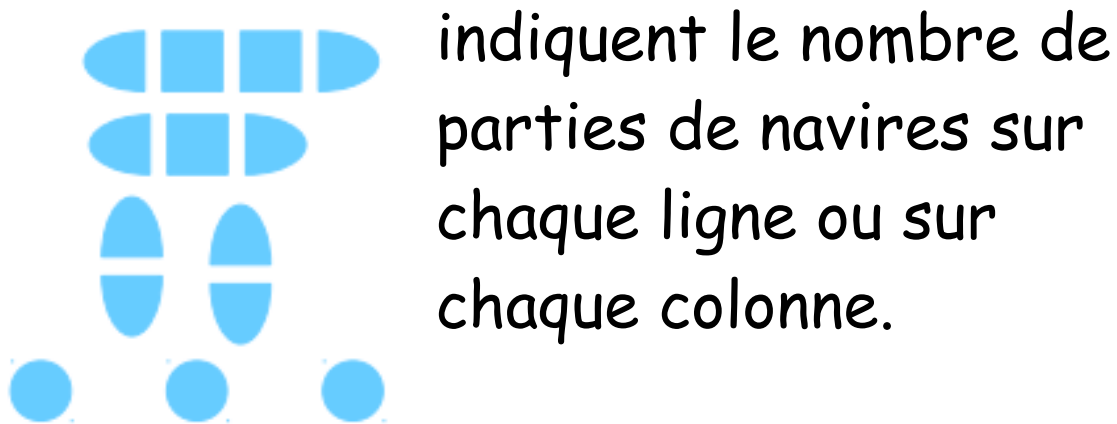 indiquent le nombre de
parties de navires sur
chaque ligne ou sur
chaque colonne.